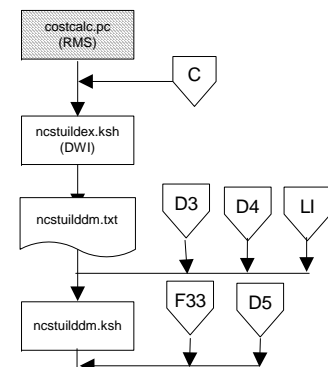 costcalc.pc
(RMS)
C
ncstuildex.ksh
(DWI)
ncstuilddm.txt
D3
D4
LI
ncstuilddm.ksh
F33
D5